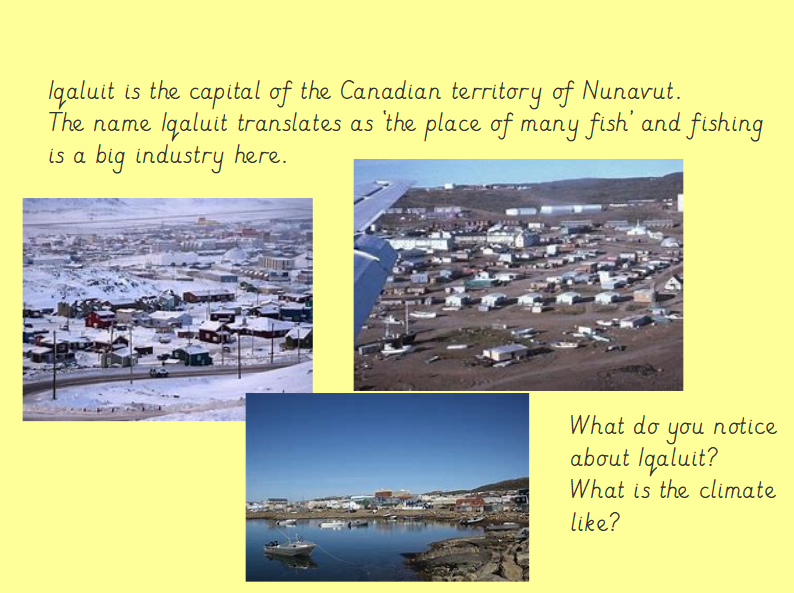 Iqaluit is the capital of the Canadian territory of Nunavut.
The name Iqaluit translates as ‘the place of many fish’ and fishing
is a big industry here.
What do you notice
about Iqaluit?
What is the climate
like?